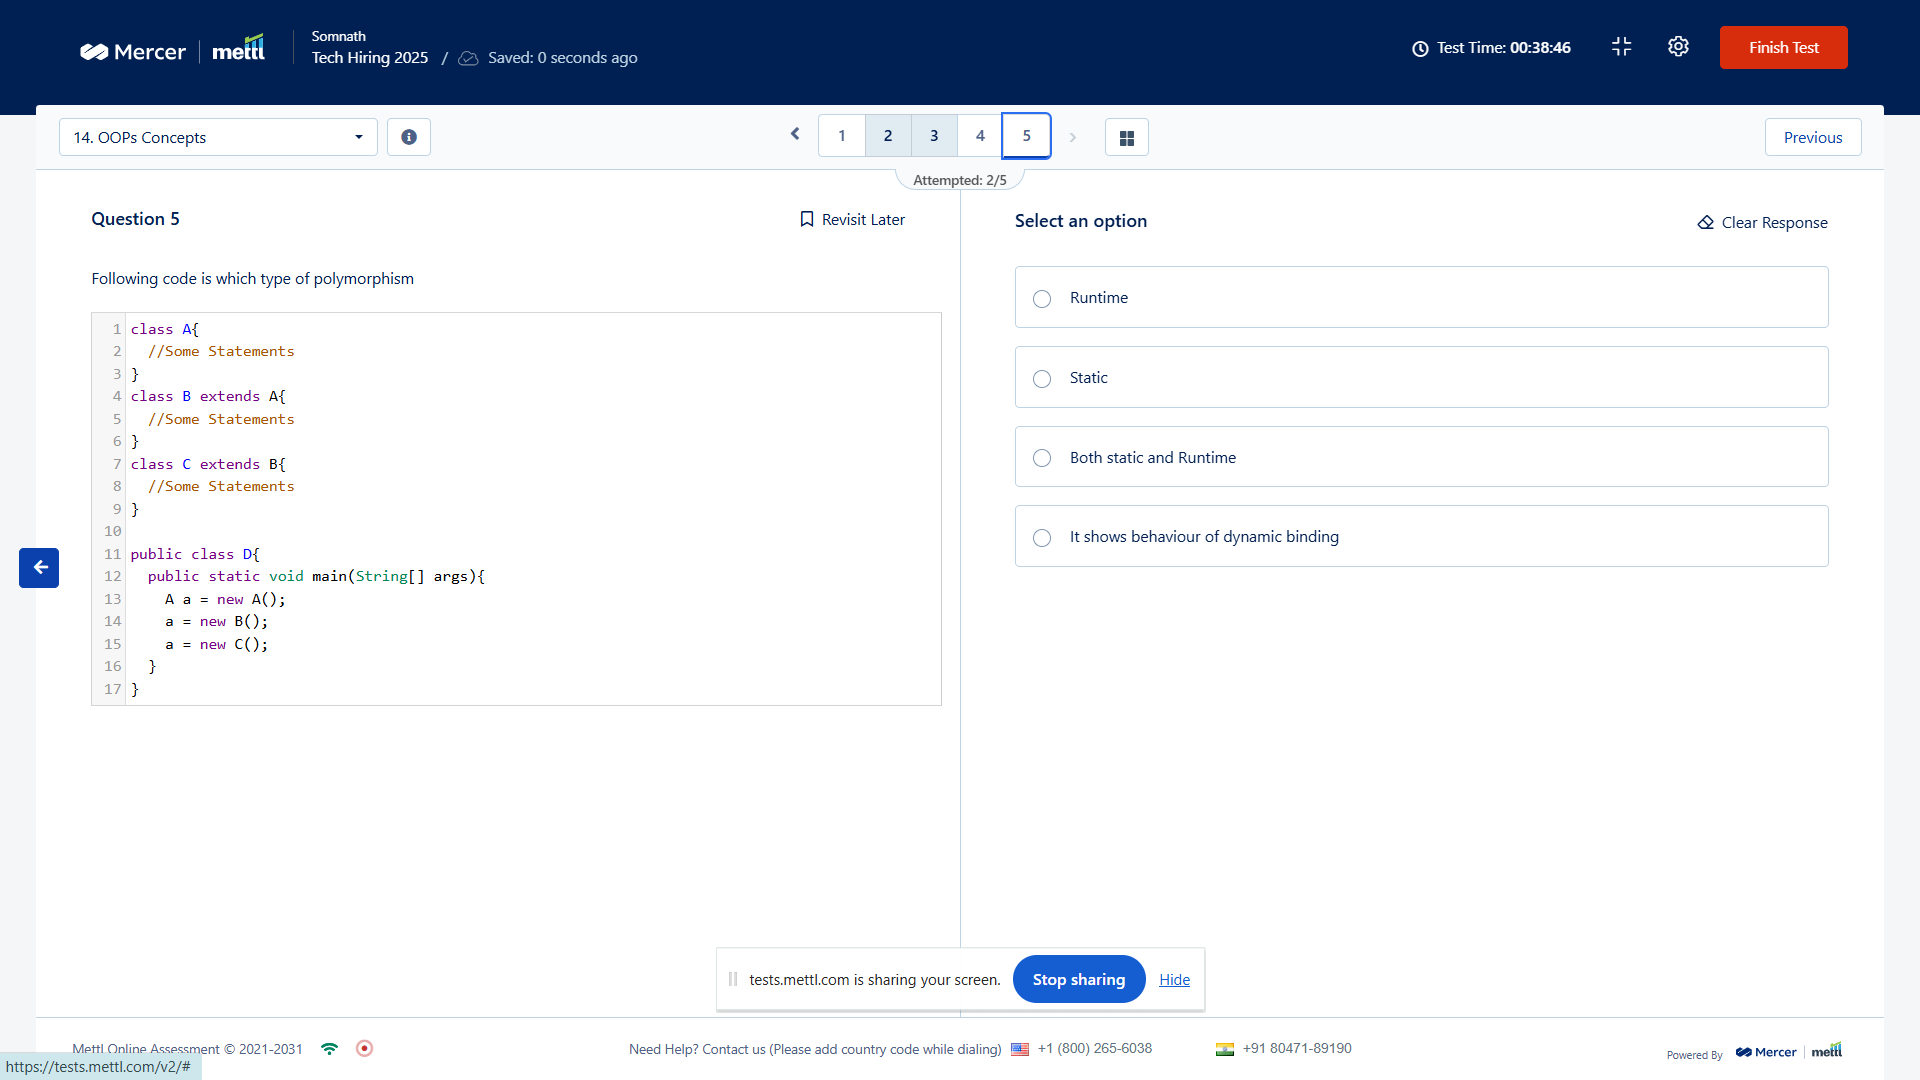 Mercer | mettl
Somnath
Tech Hiring 2025 / Saved: 0 seconds ago
Test Time: 00:38:46
Finish Test
14. OOPs Concepts
1 2 3 4 5
Previous
Attempted: 2/5
Question 5
Revisit Later
Following code is which type of polymorphism
1 class A{
2 //Some Statements
3 }
4 class B extends A{
5 //Some Statements
6 }
7 class C extends B{
8 //Some Statements
9 }
10
11 public class D{
12 public static void main(String[] args){
13 A a = new A();
14 a = new B();
15 a = new C();
16 }
17 }
Select an option
Clear Response
Runtime
Static
Both static and Runtime
It shows behaviour of dynamic binding
tests.mettl.com is sharing your screen.
Stop sharing
Hide
Mettl Online Assessment © 2021-2031
Need Help? Contact us (Please add country code while dialing) +1 (800) 265-6038 +91 80471-89190
Powered By Mercer | mettl
https://tests.mettl.com/v2/#